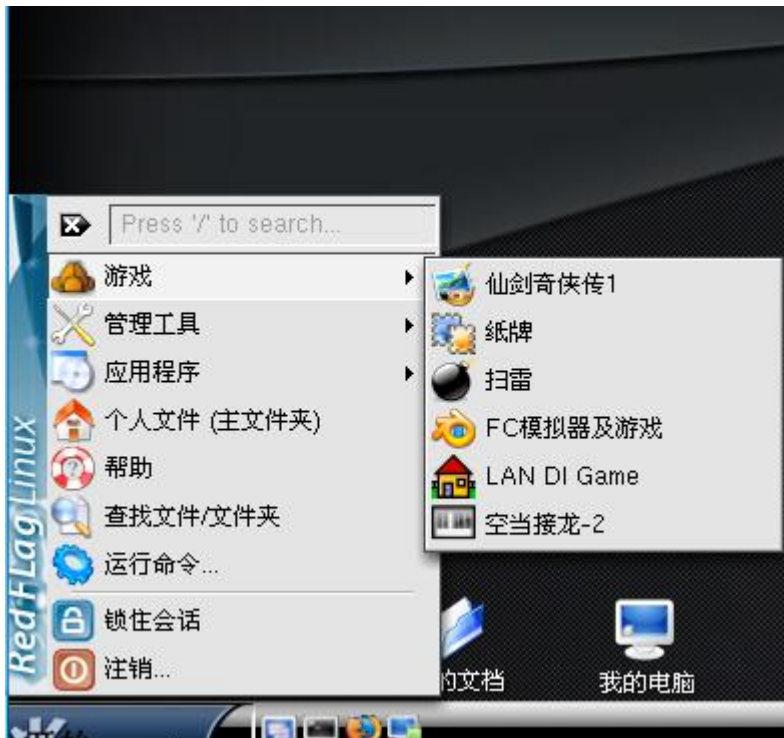 Press '/' to search...
游戏
管理工具
应用程序
个人文件 (主文件夹)
帮助
查找文件/文件夹
运行命令...
锁住会话
注销...
Red FLag Linux
仙剑奇侠传1
纸牌
扫雷
FC模拟器及游戏
LAN DI Game
空当接龙-2
的文档
我的电脑